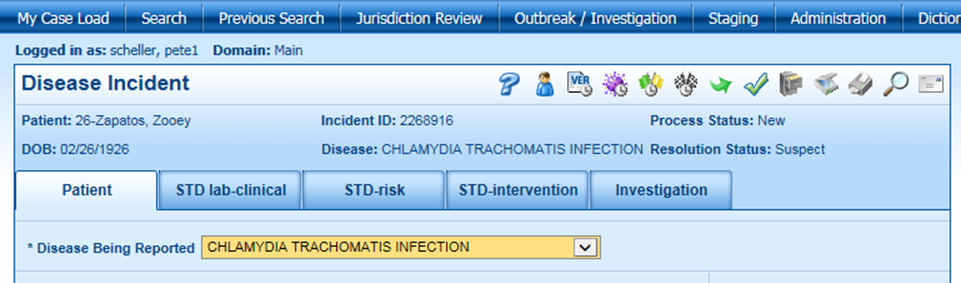 My Case Load Search Previous Search Jurisdiction Review Outbreak / Investigation Staging Administration Diction
Logged in as: scheller, pete1 Domain: Main
Disease Incident
VER
Patient: 26-Zapatos, Zooey Incident ID: 2268916 Process Status: New
DOB: 02/26/1926 Disease: CHLAMYDIA TRACHOMATIS INFECTION Resolution Status: Suspect
Patient STD lab-clinical STD-risk STD-intervention Investigation
* Disease Being Reported CHLAMYDIA TRACHOMATIS INFECTION